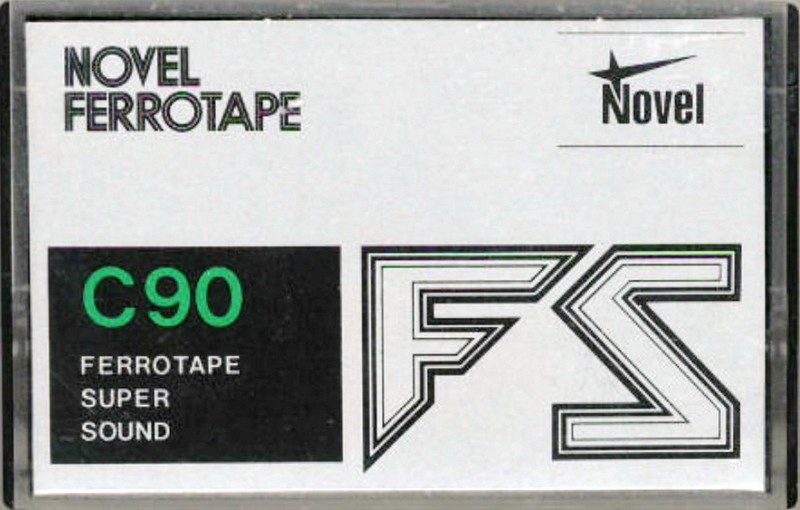 NOVEL
FERROTAPE
Novel
C90
FERROTAPE
SUPER
SOUND
FS